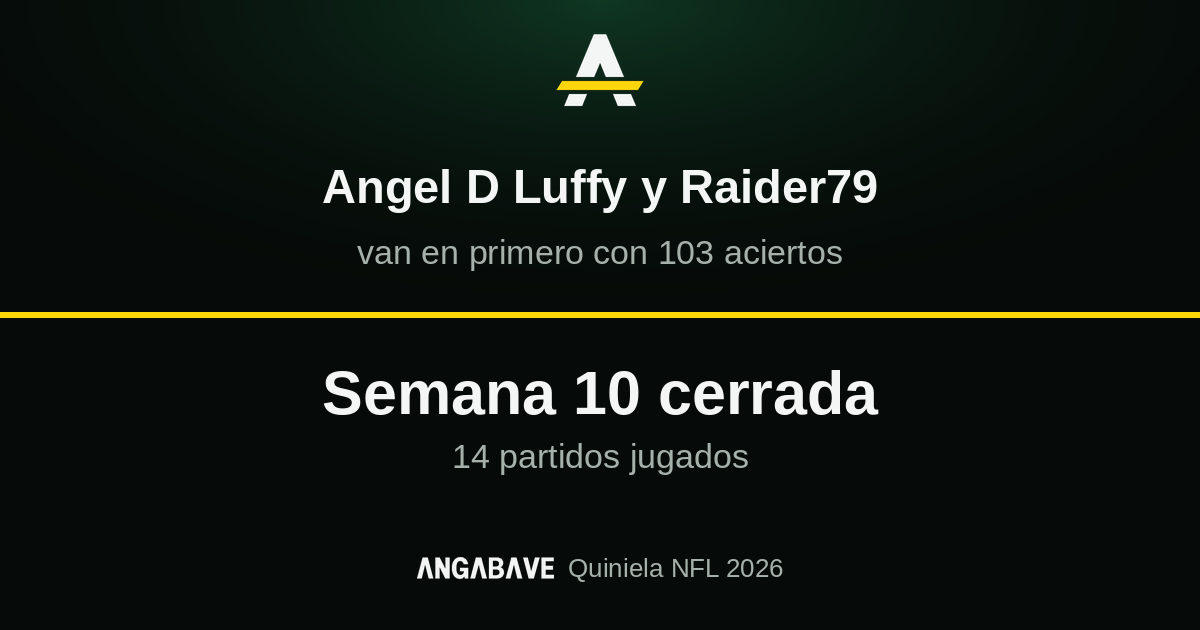 Angel D Luffy y Raider79
van en primero con 103 aciertos
Semana 10 cerrada
14 partidos jugados
ANGABAVE Quiniela NFL 2026